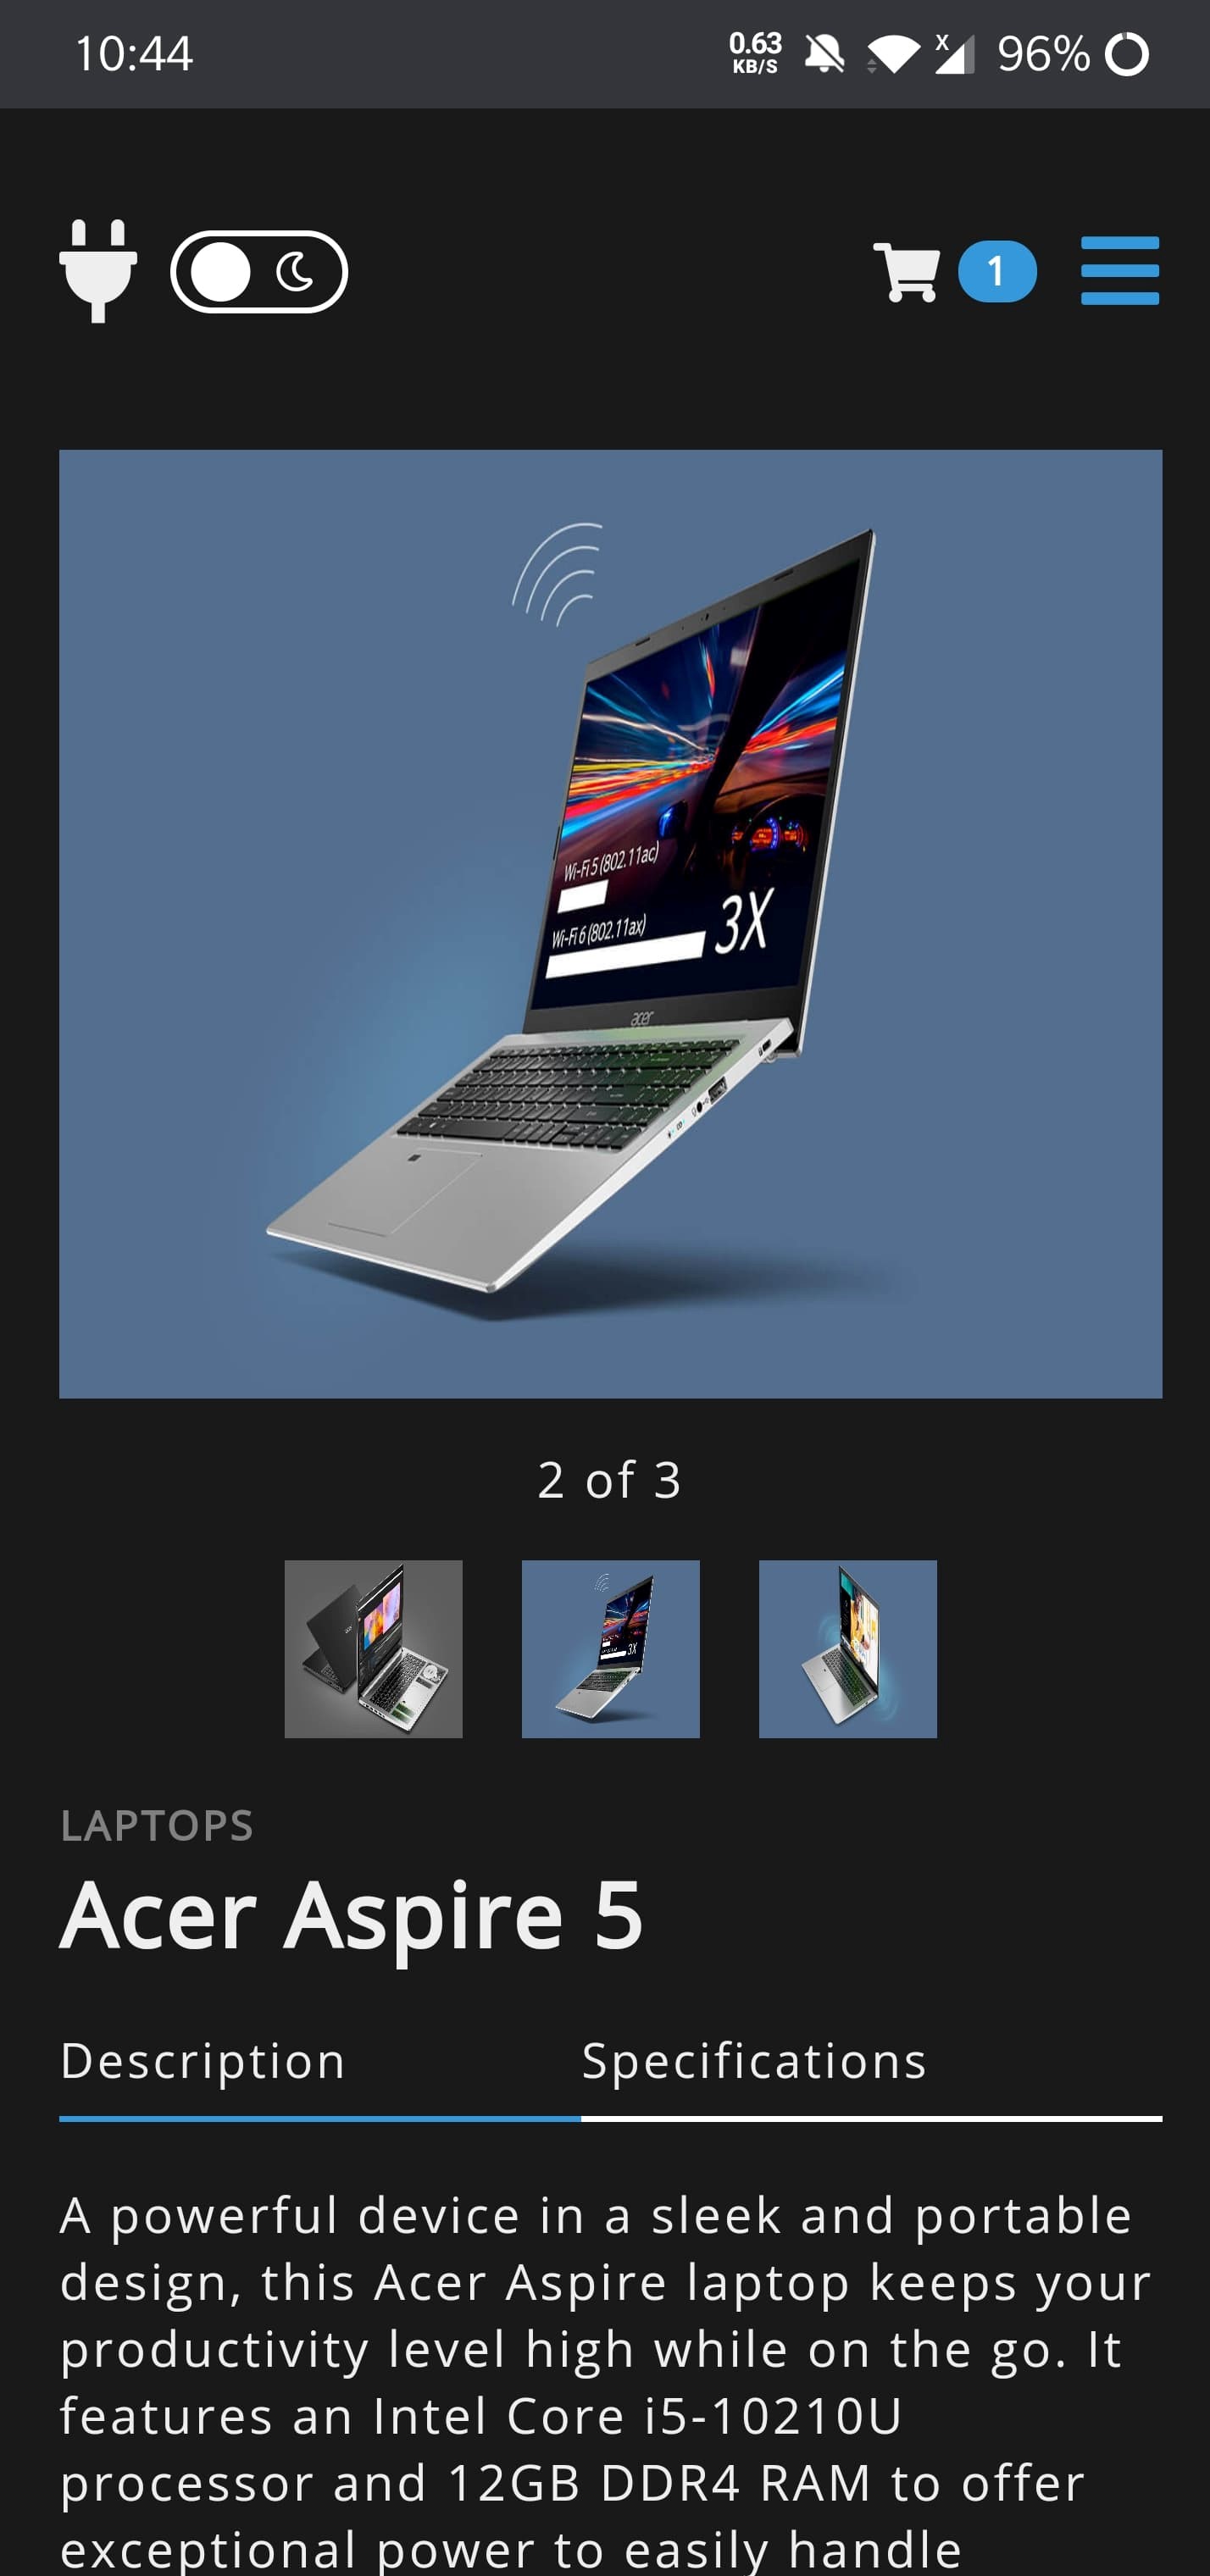 10:44
0.63
KB/S
X
96%
1
Wi-Fi 5 (802.11ac)
Wi-Fi 6 (802.11ax)
3X
acer
2 of 3
LAPTOPS
Acer Aspire 5
Description
Specifications
A powerful device in a sleek and portable
design, this Acer Aspire laptop keeps your
productivity level high while on the go. It
features an Intel Core i5-10210U
processor and 12GB DDR4 RAM to offer
exceptional power to easily handle